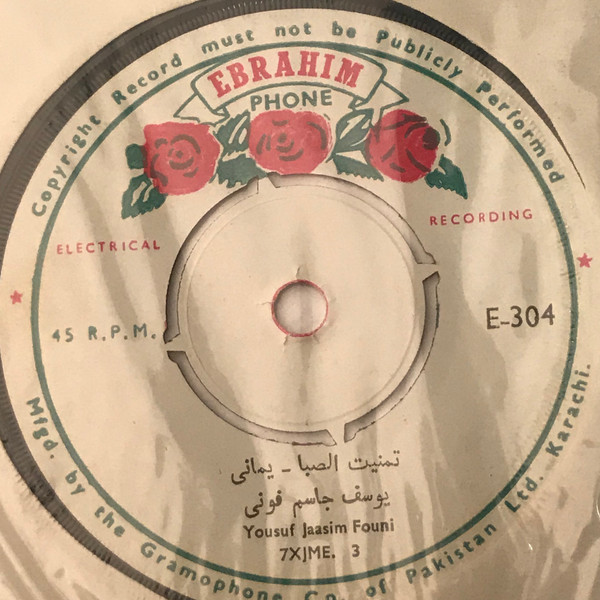 Copyright Record must not be Publicly Performed
EBRAHIM
PHONE
ELECTRICAL
RECORDING
45 R.P.M.
E-304
تمنيت الصبا - يمانى
يوسف جاسم فونى
Yousuf Jaasim Founi
7XJME. 3
Mfgd. by the Gramophone Co. of Pakistan Ltd. Karachi.